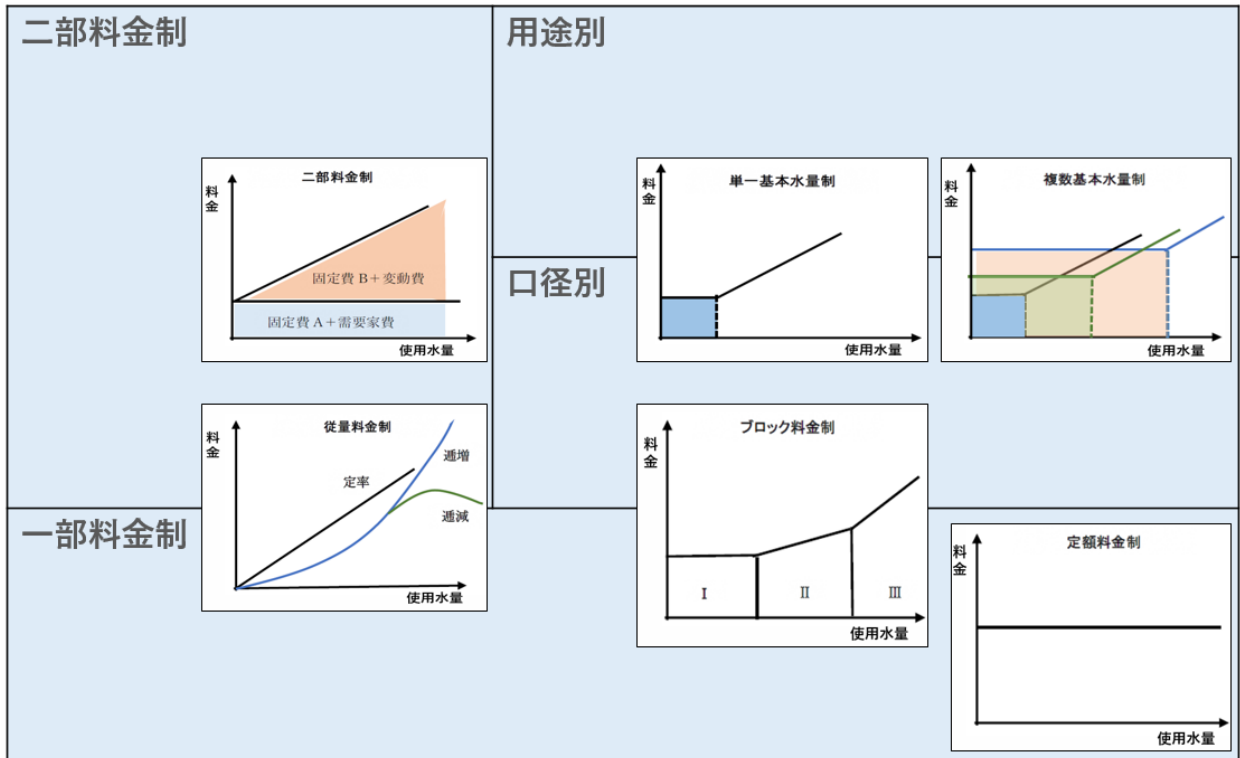 二部料金制
用途別
二部料金制
料金
固定費B+変動費
固定費A+需要家費
使用水量
単一基本水量制
料金
使用水量
複数基本水量制
料金
使用水量
口径別
従量料金制
料金
定率
逓増
逓減
使用水量
ブロック料金制
料金
I
II
III
使用水量
一部料金制
定額料金制
料金
使用水量